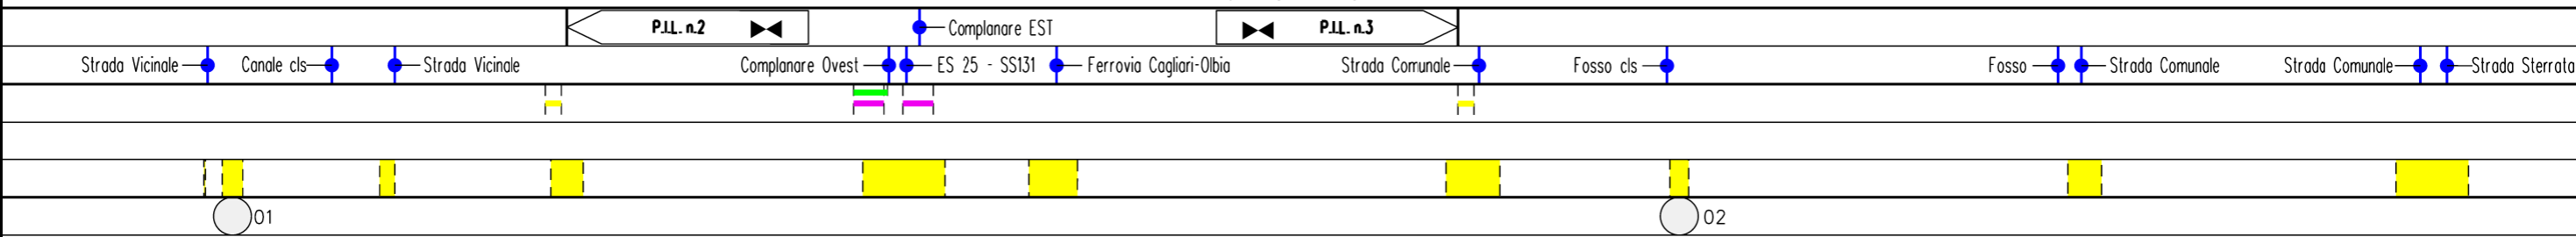 P.I.L. n.2
Complanare EST
P.I.L. n.3
Strada Vicinale
Canale cls
Strada Vicinale
Complanare Ovest
ES 25 - SS131
Ferrovia Cagliari-Olbia
Strada Comunale
Fosso cls
Fosso
Strada Comunale
Strada Comunale
Strada Sterrata
01
02